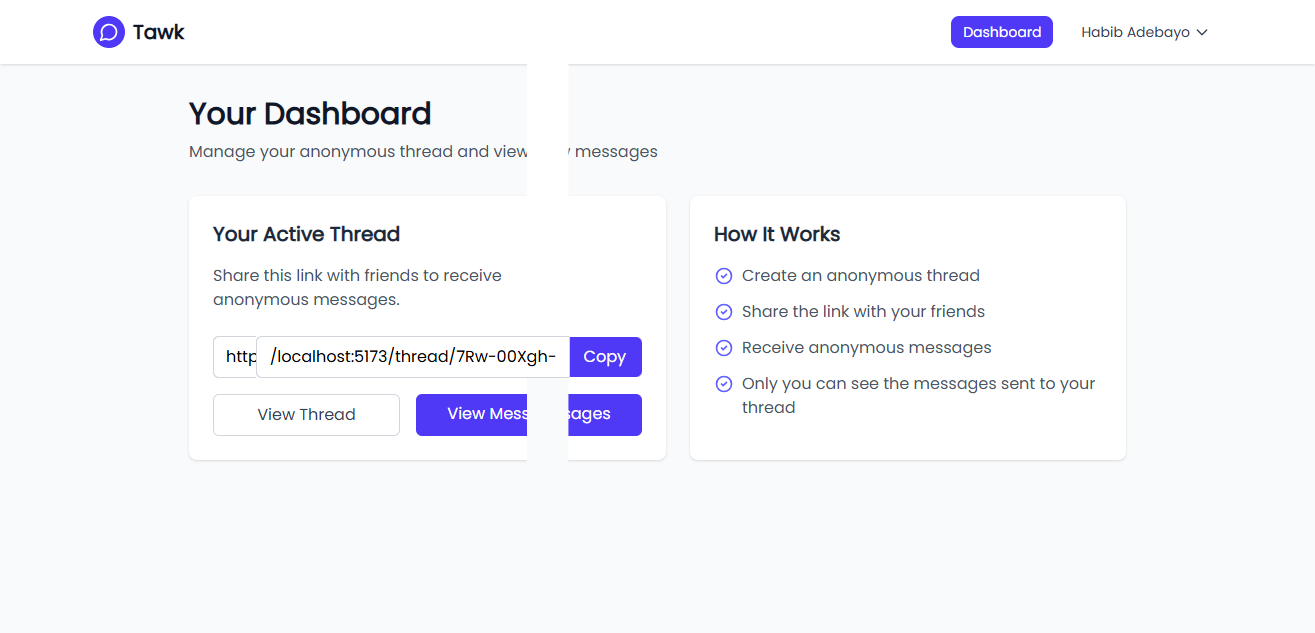 Tawk
Dashboard
Habib Adebayo
Your Dashboard
Manage your anonymous thread and view messages
Your Active Thread
Share this link with friends to receive
anonymous messages.
http /localhost:5173/thread/7Rw-00Xgh-
Copy
View Thread
View Mess sages
How It Works
Create an anonymous thread
Share the link with your friends
Receive anonymous messages
Only you can see the messages sent to your
thread